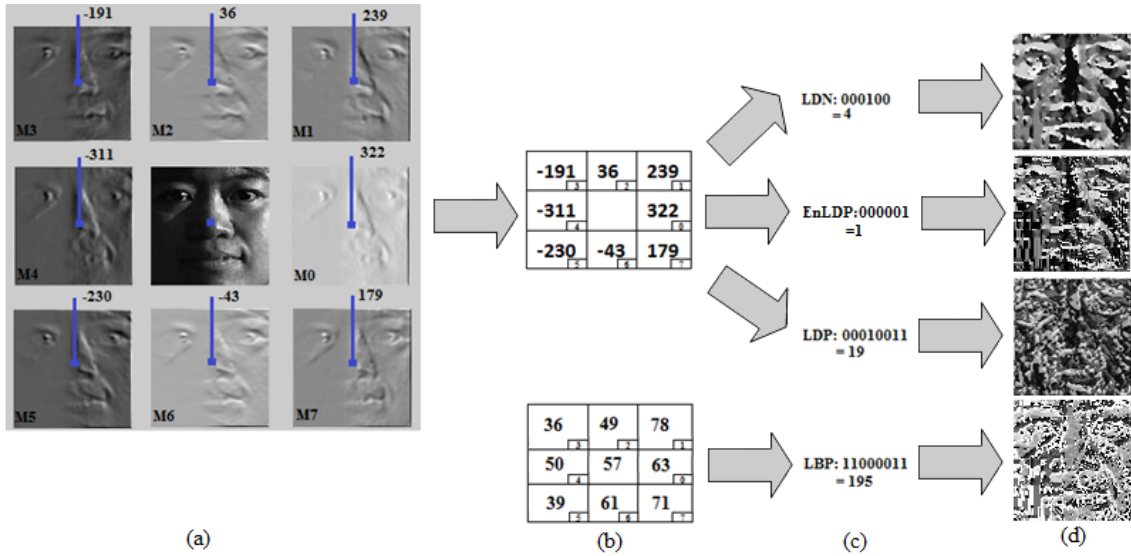 -191 36 239
M3 M2 M1
-311 322
M4 M0
-230 -43 179
M5 M6 M7
(a)
-191 36 239
3 2 1
-311 322
4 0
-230 -43 179
5 6 7
36 49 78
3 2 1
50 57 63
4 0
39 61 71
5 6 7
(b)
LDN: 000100
= 4
EnLDP:000001
=1
LDP: 00010011
= 19
LBP: 11000011
= 195
(c)
(d)